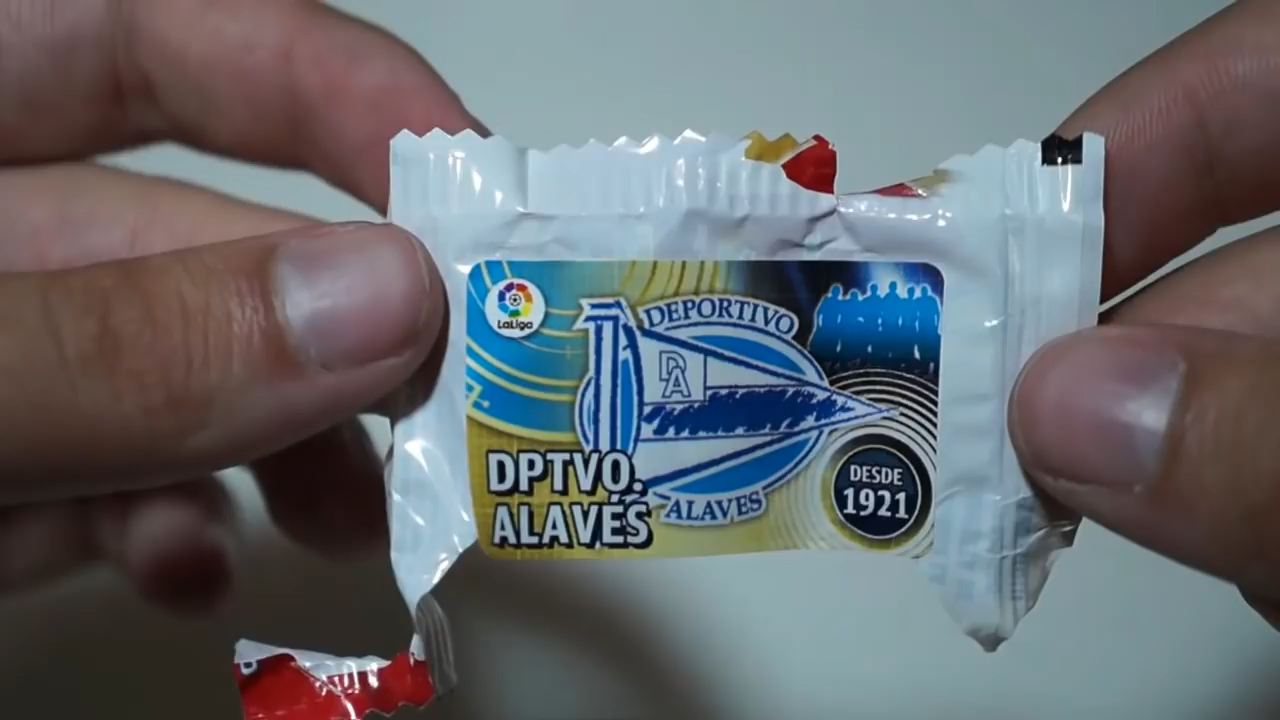 LaLiga
DEPORTIVO
DA
DPTVO.
ALAVÉS
ALAVES
DESDE
1921